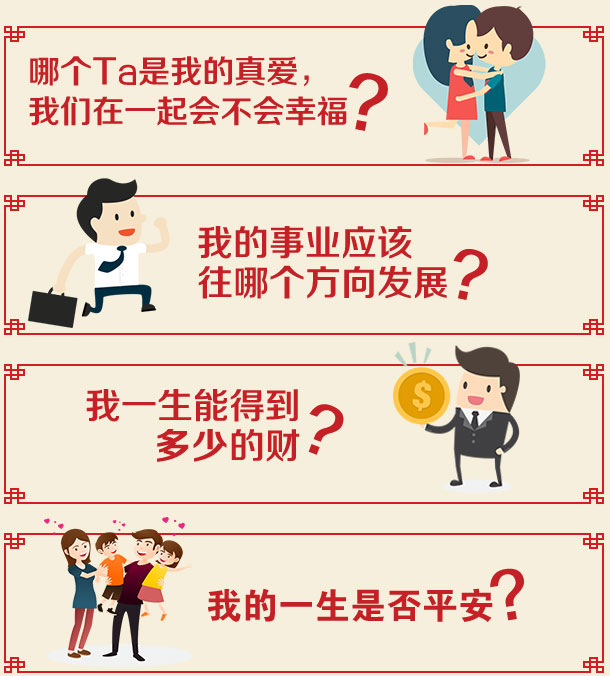 哪个Ta是我的真爱，
我们在一起会不会幸福？
我的事业应该
往哪个方向发展？
$
我一生能得到
多少的财？
我的一生是否平安？